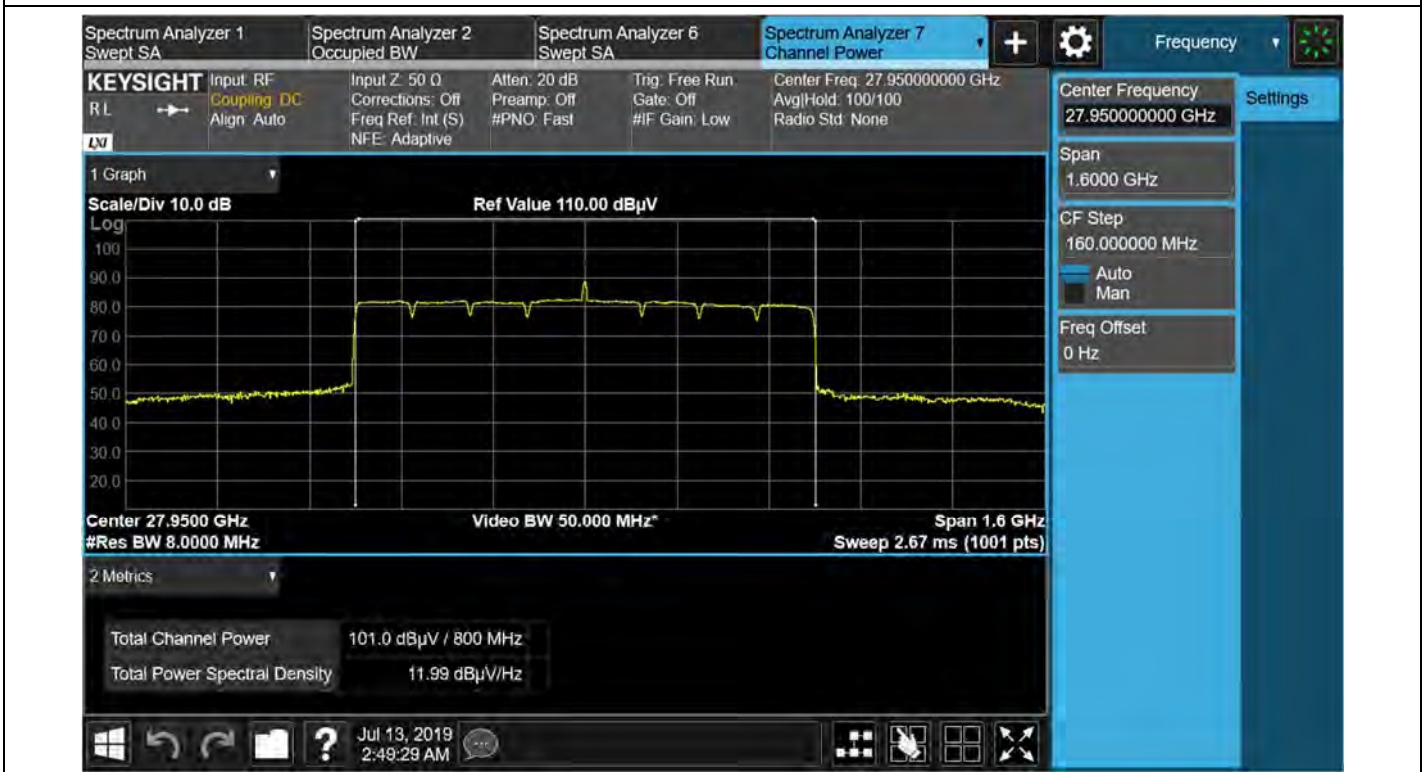 Spectrum Analyzer 1
Swept SA
Spectrum Analyzer 2
Occupied BW
Spectrum Analyzer 6
Swept SA
Spectrum Analyzer 7
Channel Power
+
Frequency
KEYSIGHT
RL
LXI
Input: RF
Coupling: DC
Align: Auto
Input Z: 50 Ω
Corrections: Off
Freq Ref: Int (S)
NFE: Adaptive
Atten: 20 dB
Preamp: Off
#PNO: Fast
Trig: Free Run
Gate: Off
#IF Gain: Low
Center Freq: 27.950000000 GHz
Avg|Hold: 100/100
Radio Std: None
Center Frequency
27.950000000 GHz
Settings
Span
1.6000 GHz
CF Step
160.000000 MHz
Auto
Man
Freq Offset
0 Hz
1 Graph
Scale/Div 10.0 dB
Ref Value 110.00 dBµV
Log
100
90.0
80.0
70.0
60.0
50.0
40.0
30.0
20.0
Center 27.9500 GHz
Video BW 50.000 MHz*
Span 1.6 GHz
#Res BW 8.0000 MHz
Sweep 2.67 ms (1001 pts)
2 Metrics
Total Channel Power 101.0 dBµV / 800 MHz
Total Power Spectral Density 11.99 dBµV/Hz
?
Jul 13, 2019
2:49:29 AM